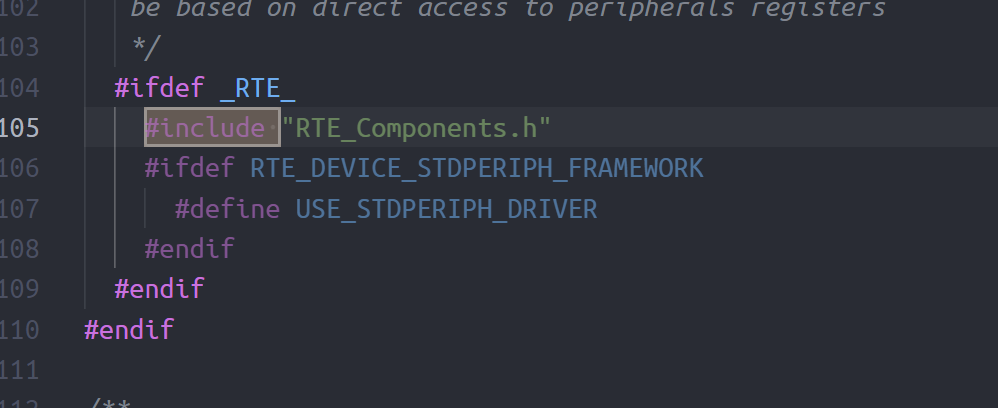 102 be based on direct access to peripherals registers
103 */
104 #ifdef _RTE_
105 #include "RTE_Components.h"
106 #ifdef RTE_DEVICE_STDPERIPH_FRAMEWORK
107 #define USE_STDPERIPH_DRIVER
108 #endif
109 #endif
110 #endif
111
112 /**